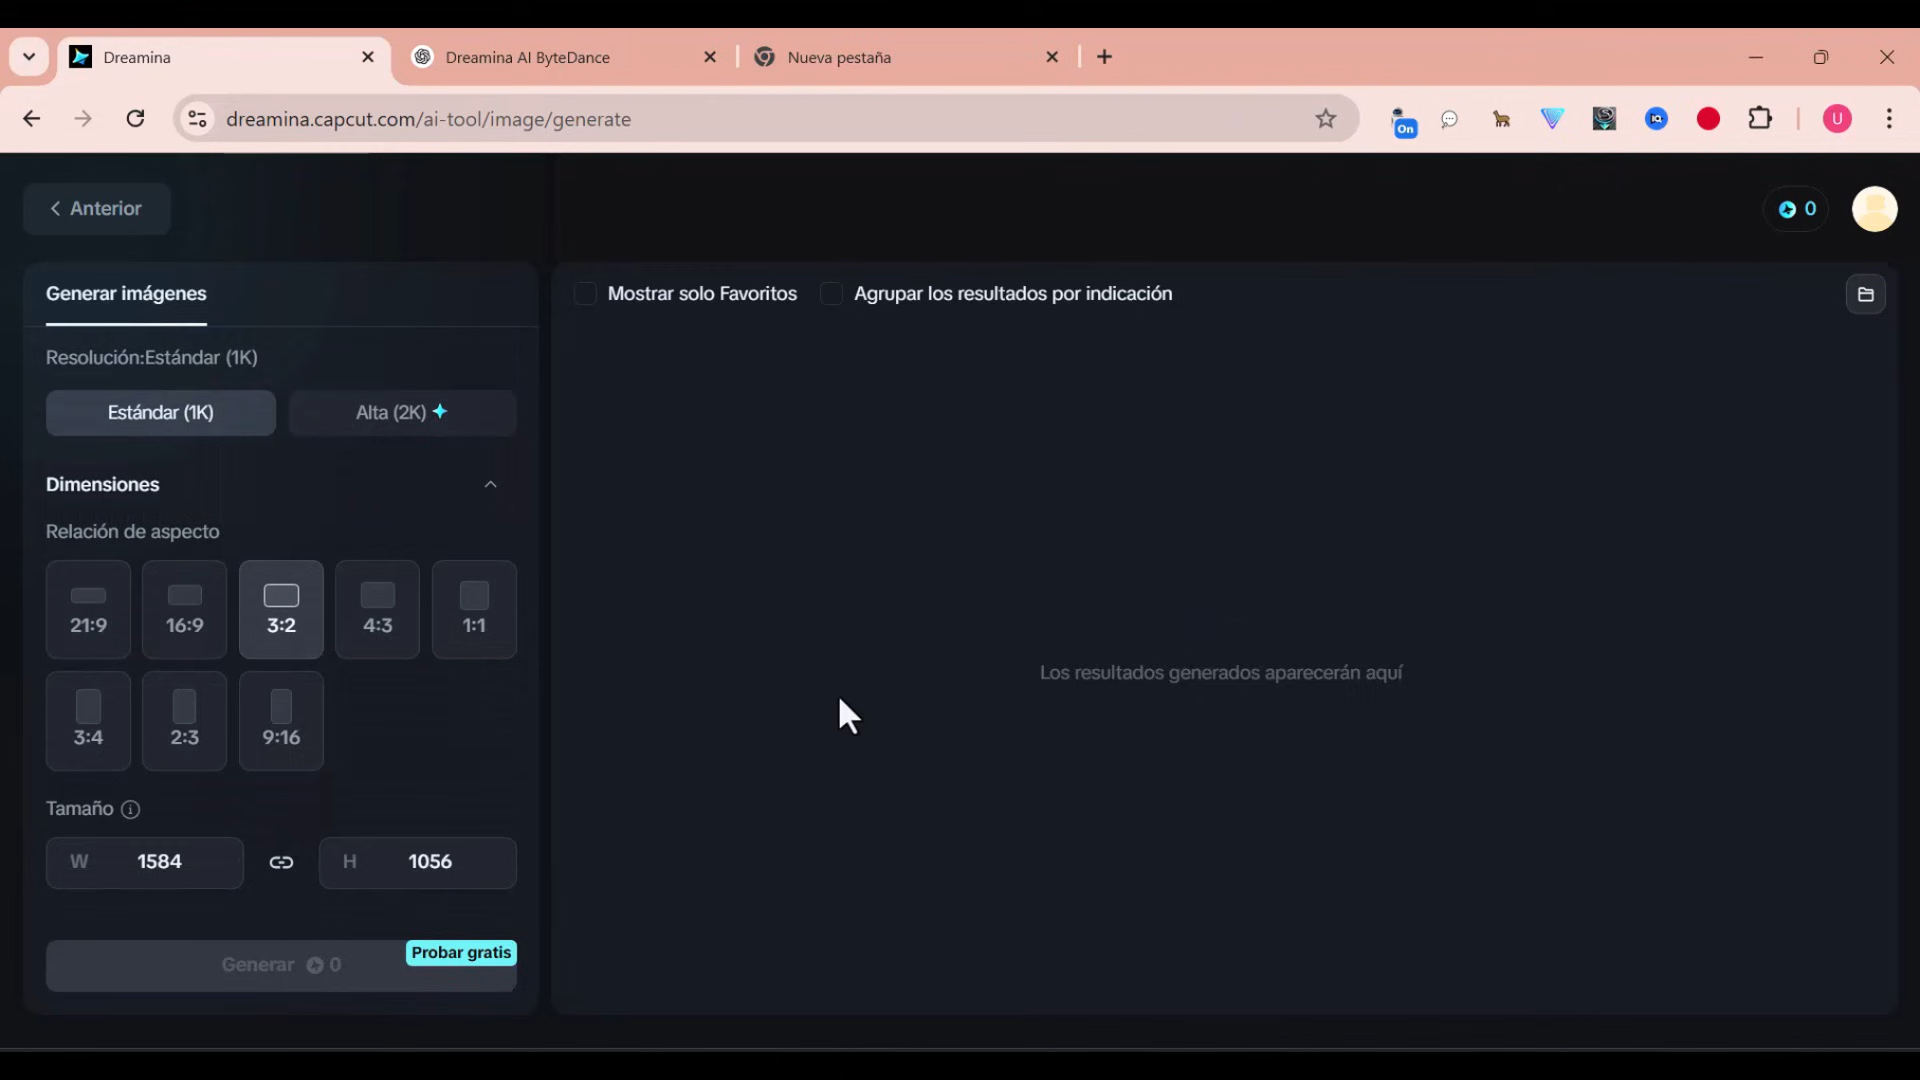 Dreamina
Dreamina AI ByteDance
Nueva pestaña
dreamina.capcut.com/ai-tool/image/generate
On
IQ
U
Anterior
0
Generar imágenes
Mostrar solo Favoritos
Agrupar los resultados por indicación
Resolución:Estándar (1K)
Estándar (1K)
Alta (2K)
Dimensiones
Relación de aspecto
21:9
16:9
3:2
4:3
1:1
3:4
2:3
9:16
Los resultados generados aparecerán aquí
Tamaño
W 1584
H 1056
Probar gratis
Generar 0